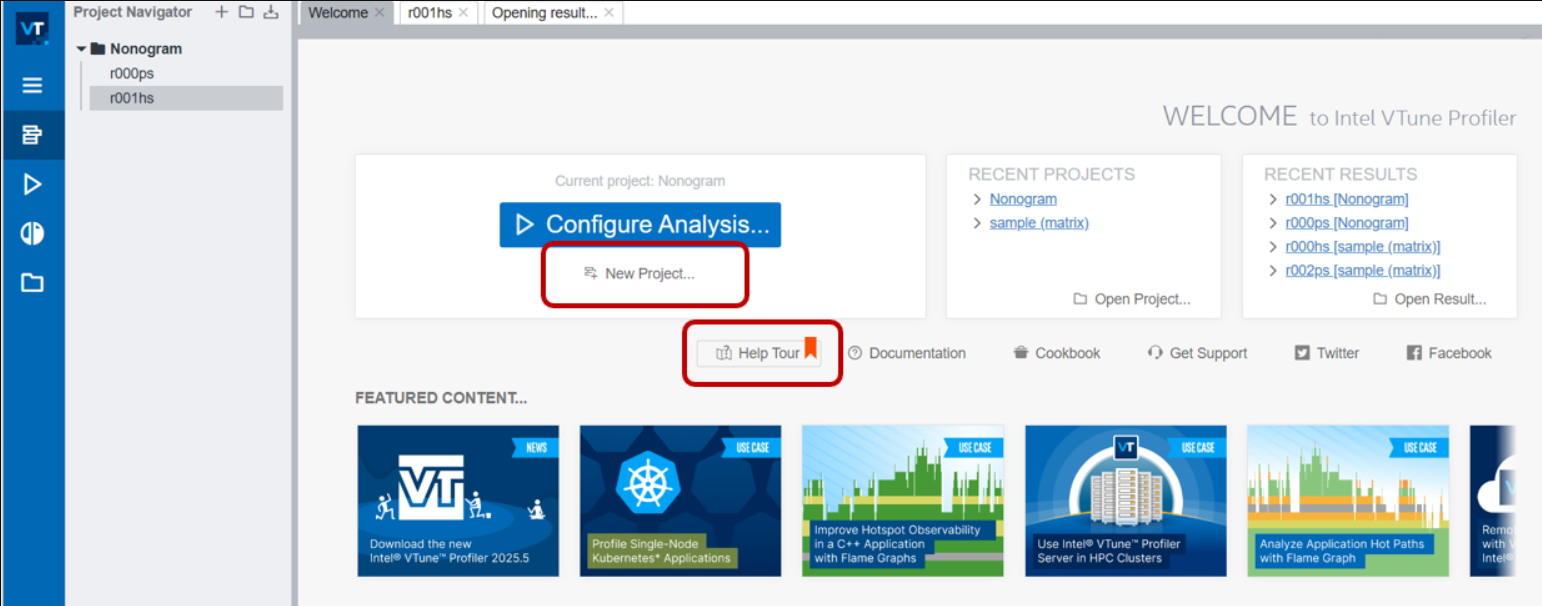 VT
Project Navigator
Welcome
r001hs
Opening result...
Nonogram
r000ps
r001hs
WELCOME to Intel VTune Profiler
Current project: Nonogram
Configure Analysis...
New Project...
RECENT PROJECTS
Nonogram
sample (matrix)
Open Project...
RECENT RESULTS
r001hs [Nonogram]
r000ps [Nonogram]
r000hs [sample (matrix)]
r002ps [sample (matrix)]
Open Result...
Help Tour
Documentation
Cookbook
Get Support
Twitter
Facebook
FEATURED CONTENT...
NEWS
VT
Download the new
Intel® VTune™ Profiler 2025.5
USE CASE
Profile Single-Node
Kubernetes* Applications
USE CASE
Improve Hotspot Observability
in a C++ Application
with Flame Graphs
USE CASE
VT
Use Intel® VTune™ Profiler
Server in HPC Clusters
USE CASE
Analyze Application Hot Paths
with Flame Graph
with